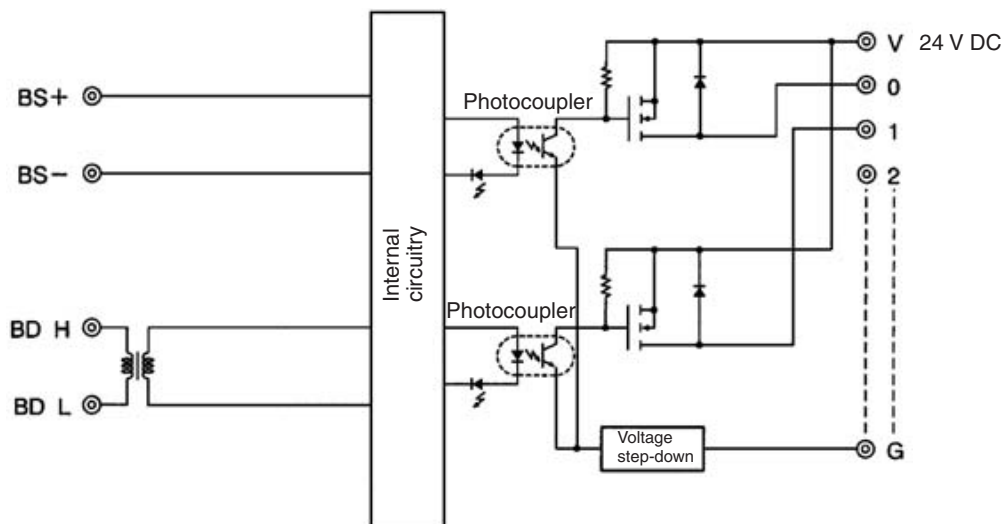 V 24 V DC
0
1
2
G
BS+
BS−
BD H
BD L
Internal
circuitry
Photocoupler
Photocoupler
Voltage
step-down